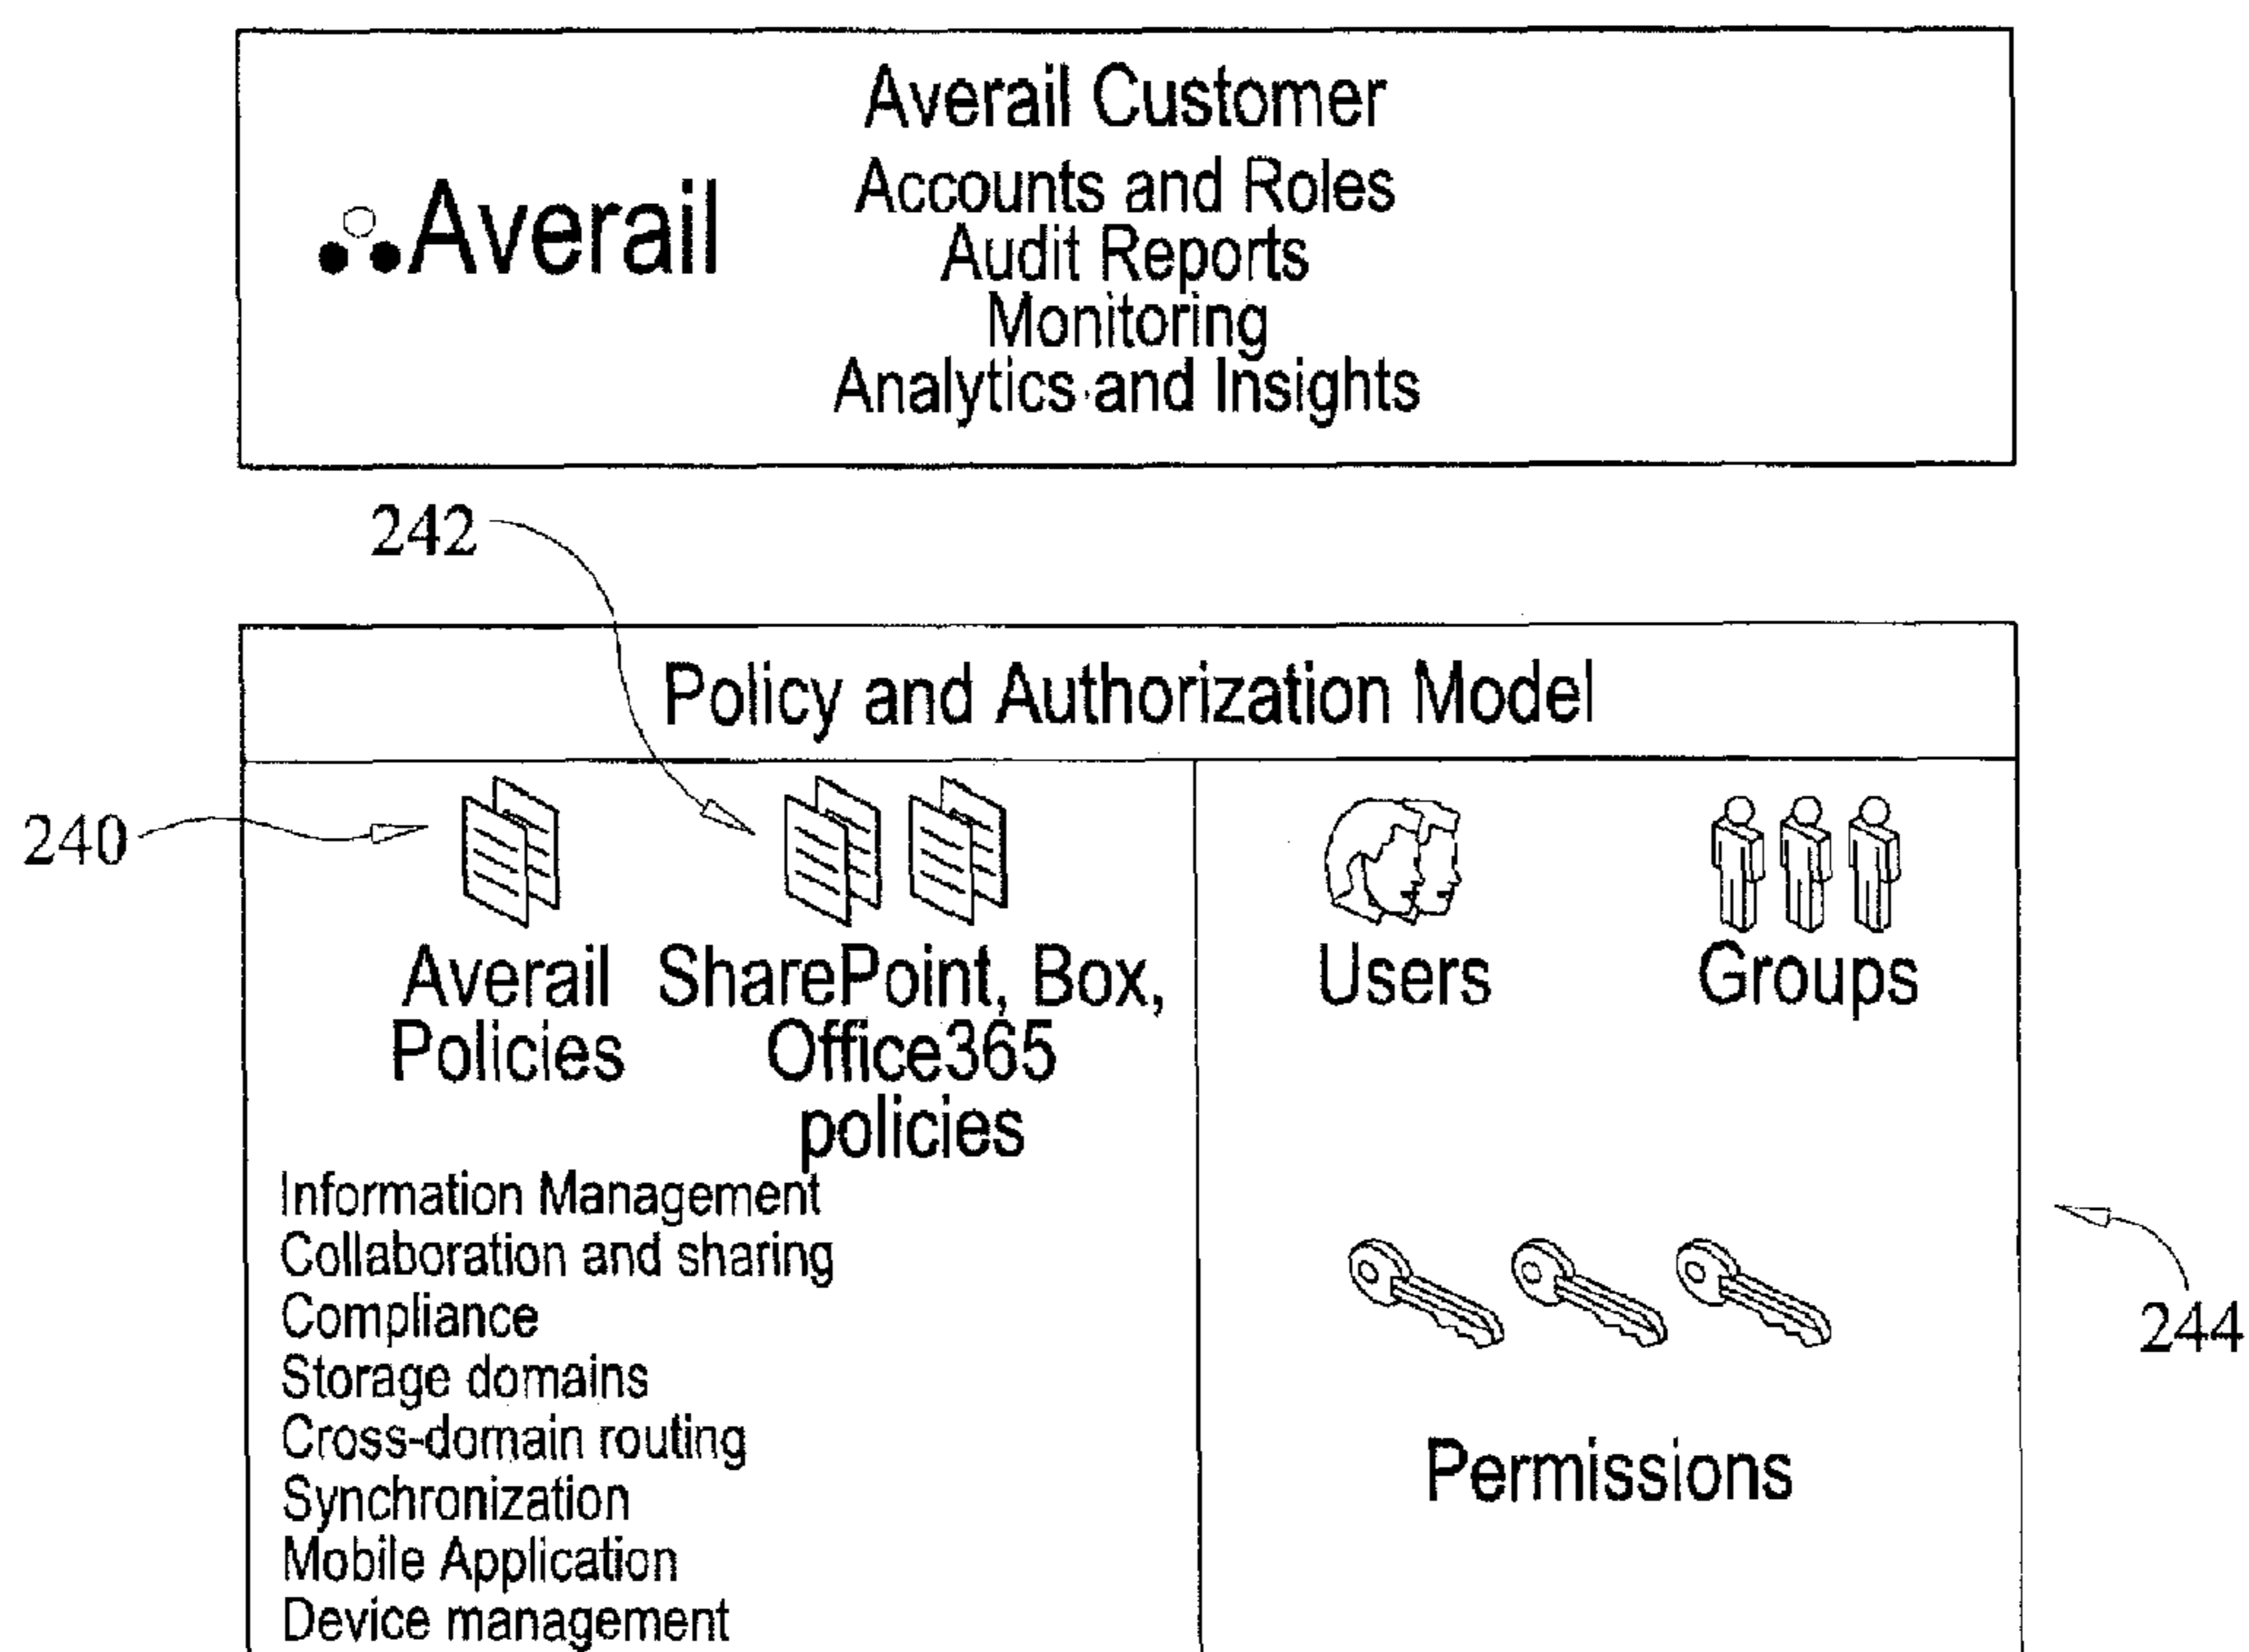 Averail Customer
Averail
Accounts and Roles
Audit Reports
Monitoring
Analytics and Insights
242
Policy and Authorization Model
240
Averail
Policies
SharePoint, Box,
Office365
policies
Users
Groups
Information Management
Collaboration and sharing
Compliance
Storage domains
Cross-domain routing
Synchronization
Mobile Application
Device management
Permissions
244